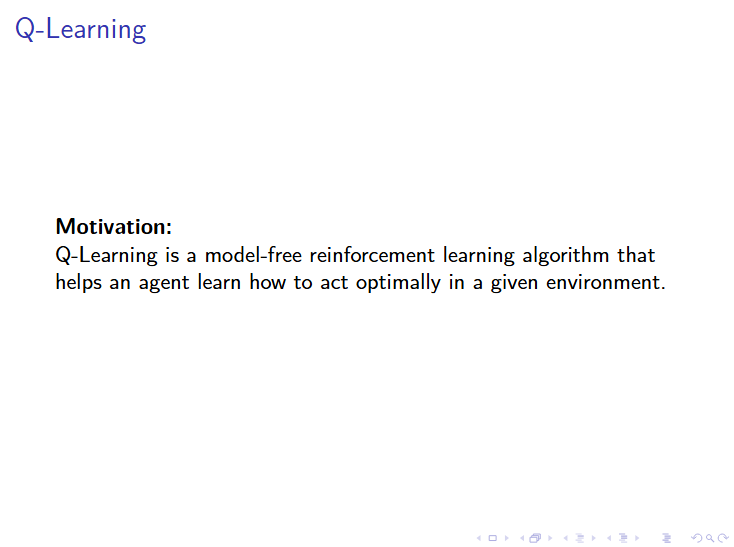 Q-Learning
Motivation:
Q-Learning is a model-free reinforcement learning algorithm that
helps an agent learn how to act optimally in a given environment.